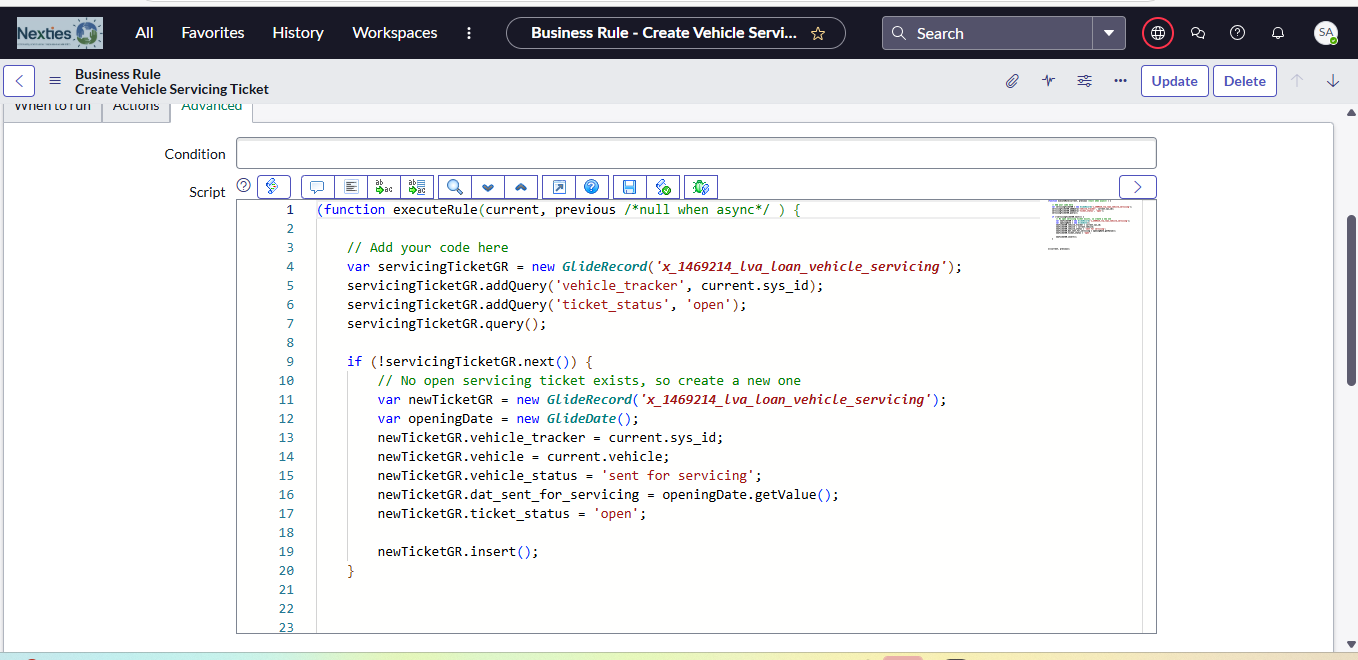 Nexties
All Favorites History Workspaces Business Rule - Create Vehicle Servi... Search SA
Business Rule
Create Vehicle Servicing Ticket
Update Delete
When to run Actions Advanced
Condition
Script
1 (function executeRule(current, previous /*null when async*/ ) {
2
3 // Add your code here
4 var servicingTicketGR = new GlideRecord('x_1469214_lva_loan_vehicle_servicing');
5 servicingTicketGR.addQuery('vehicle_tracker', current.sys_id);
6 servicingTicketGR.addQuery('ticket_status', 'open');
7 servicingTicketGR.query();
8
9 if (!servicingTicketGR.next()) {
10 // No open servicing ticket exists, so create a new one
11 var newTicketGR = new GlideRecord('x_1469214_lva_loan_vehicle_servicing');
12 var openingDate = new GlideDate();
13 newTicketGR.vehicle_tracker = current.sys_id;
14 newTicketGR.vehicle = current.vehicle;
15 newTicketGR.vehicle_status = 'sent for servicing';
16 newTicketGR.dat_sent_for_servicing = openingDate.getValue();
17 newTicketGR.ticket_status = 'open';
18
19 newTicketGR.insert();
20 }
21
22
23